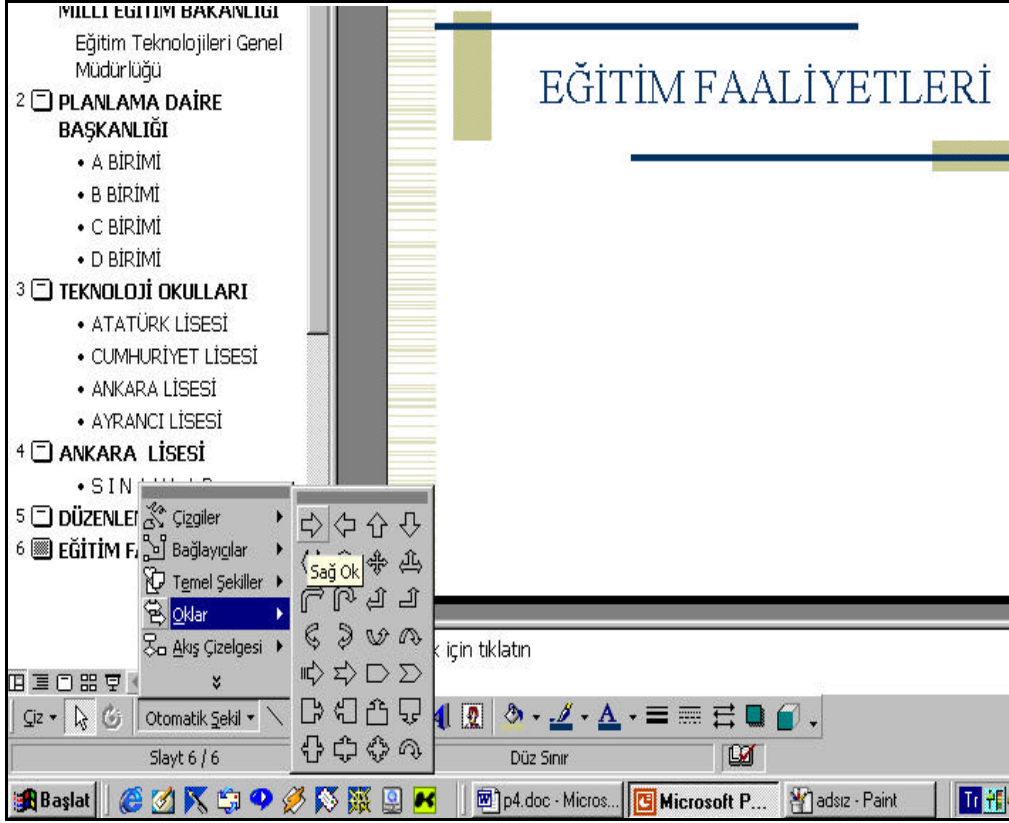 MİLLİ EĞİTİM BAKANLIĞI
Eğitim Teknolojileri Genel
Müdürlüğü
2 PLANLAMA DAİRE
BAŞKANLIĞI
• A BİRİMİ
• B BİRİMİ
• C BİRİMİ
• D BİRİMİ
3 TEKNOLOJİ OKULLARI
• ATATÜRK LİSESİ
• CUMHURİYET LİSESİ
• ANKARA LİSESİ
• AYRANCI LİSESİ
4 ANKARA LİSESİ
• S I N
5 DÜZENLE
6 EĞİTİM F
EĞİTİM FAALİYETLERİ
Çizgiler
Bağlayıcılar
Temel Şekiller
Oklar
Akış Çizelgesi
Sağ Ok
için tıklatın
Çiz
Otomatik Şekil
A
Slayt 6 / 6
Düz Sınır
Başlat
p4.doc - Micros...
Microsoft P...
adsız - Paint
Tr